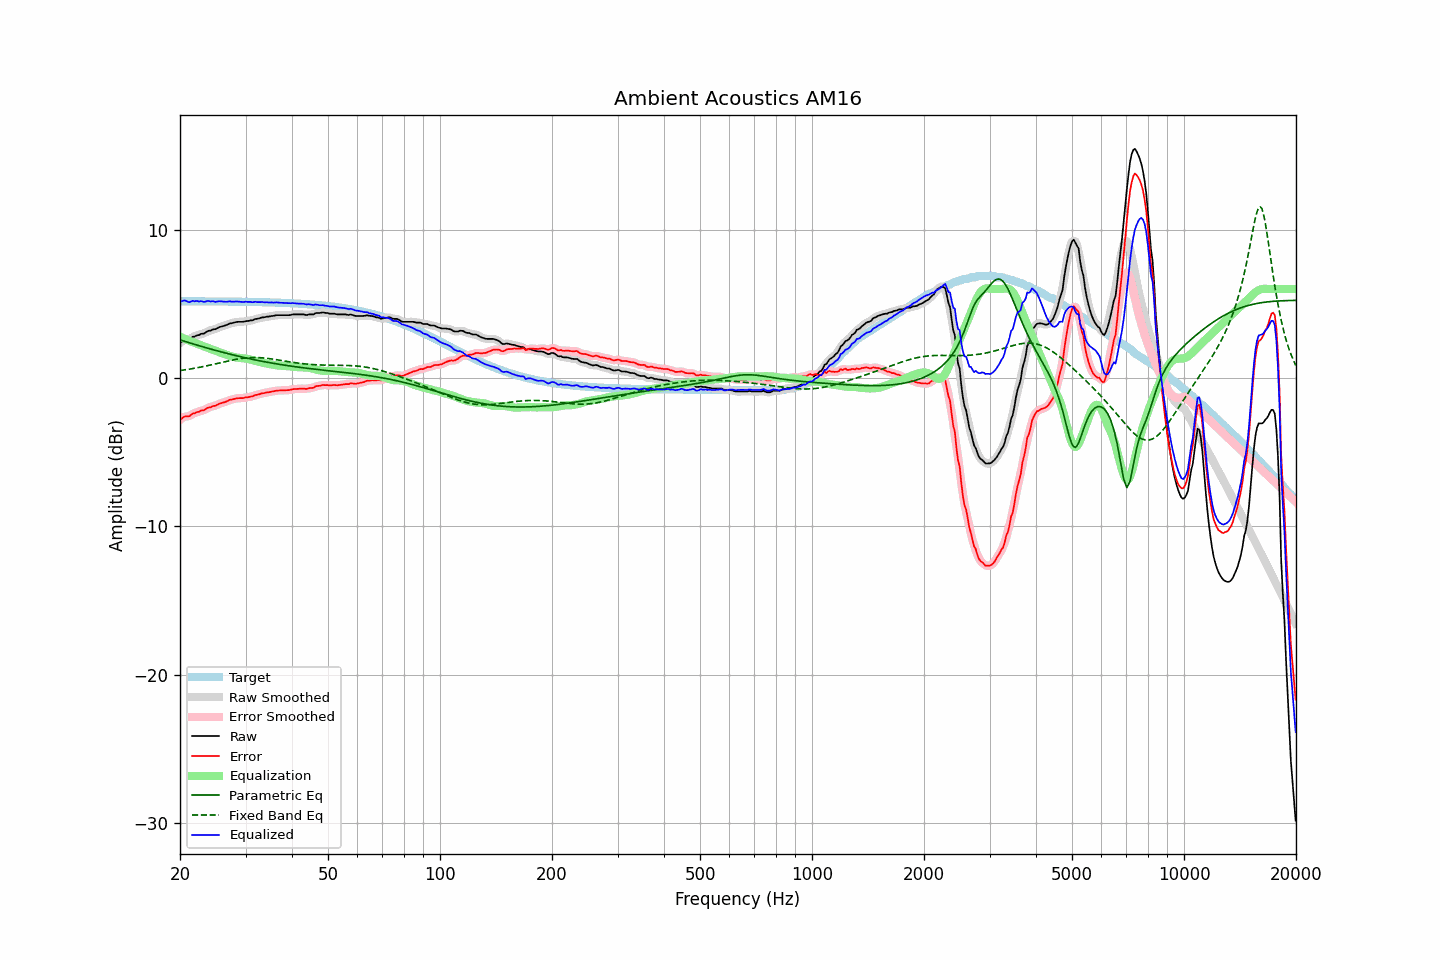 Ambient Acoustics AM16
Amplitude (dBr)
10
0
−10
−20
−30
Target
Raw Smoothed
Error Smoothed
Raw
Error
Equalization
Parametric Eq
Fixed Band Eq
Equalized
20 50 100 200 500 1000 2000 5000 10000 20000
Frequency (Hz)